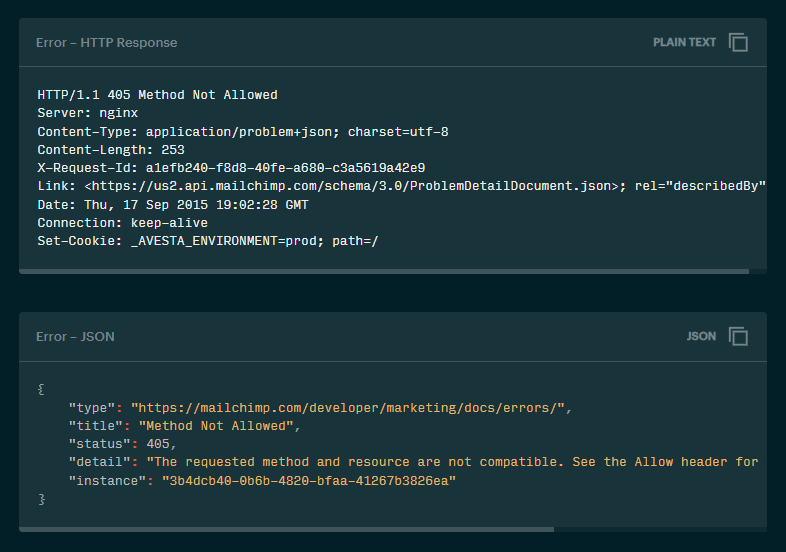 Error – HTTP Response
PLAIN TEXT
HTTP/1.1 405 Method Not Allowed
Server: nginx
Content-Type: application/problem+json; charset=utf-8
Content-Length: 253
X-Request-Id: a1efb240-f8d8-40fe-a680-c3a5619a42e9
Link: <https://us2.api.mailchimp.com/schema/3.0/ProblemDetailDocument.json>; rel="describedBy"
Date: Thu, 17 Sep 2015 19:02:28 GMT
Connection: keep-alive
Set-Cookie: _AVESTA_ENVIRONMENT=prod; path=/
Error – JSON
JSON
{
    "type": "https://mailchimp.com/developer/marketing/docs/errors/",
    "title": "Method Not Allowed",
    "status": 405,
    "detail": "The requested method and resource are not compatible. See the Allow header for
    "instance": "3b4dcb40-0b6b-4820-bfaa-41267b3826ea"
}